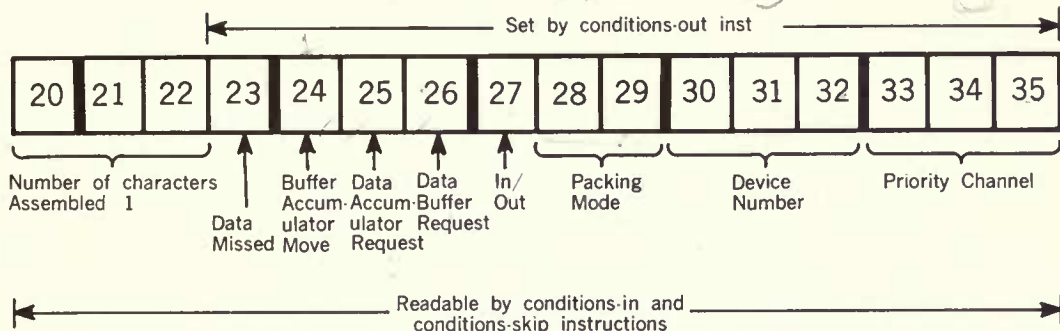 Set by conditions-out inst
20 21 22 23 24 25 26 27 28 29 30 31 32 33 34 35
Number of characters
Assembled 1
Data
Missed
Buffer
Accum-
ulator
Move
Data
Accum-
ulator
Request
Data
Buffer
Request
In/
Out
Packing
Mode
Device
Number
Priority Channel
Readable by conditions-in and
conditions-skip instructions